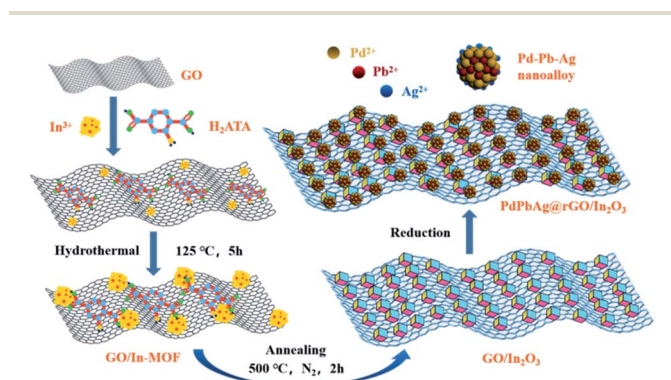 GO
In³⁺
H₂ATA
Hydrothermal 125 ℃, 5h
GO/In-MOF
Annealing
500 ℃, N₂, 2h
GO/In₂O₃
Reduction
PdPbAg@rGO/In₂O₃
Pd²⁺
Pb²⁺
Ag²⁺
Pd-Pb-Ag
nanoalloy